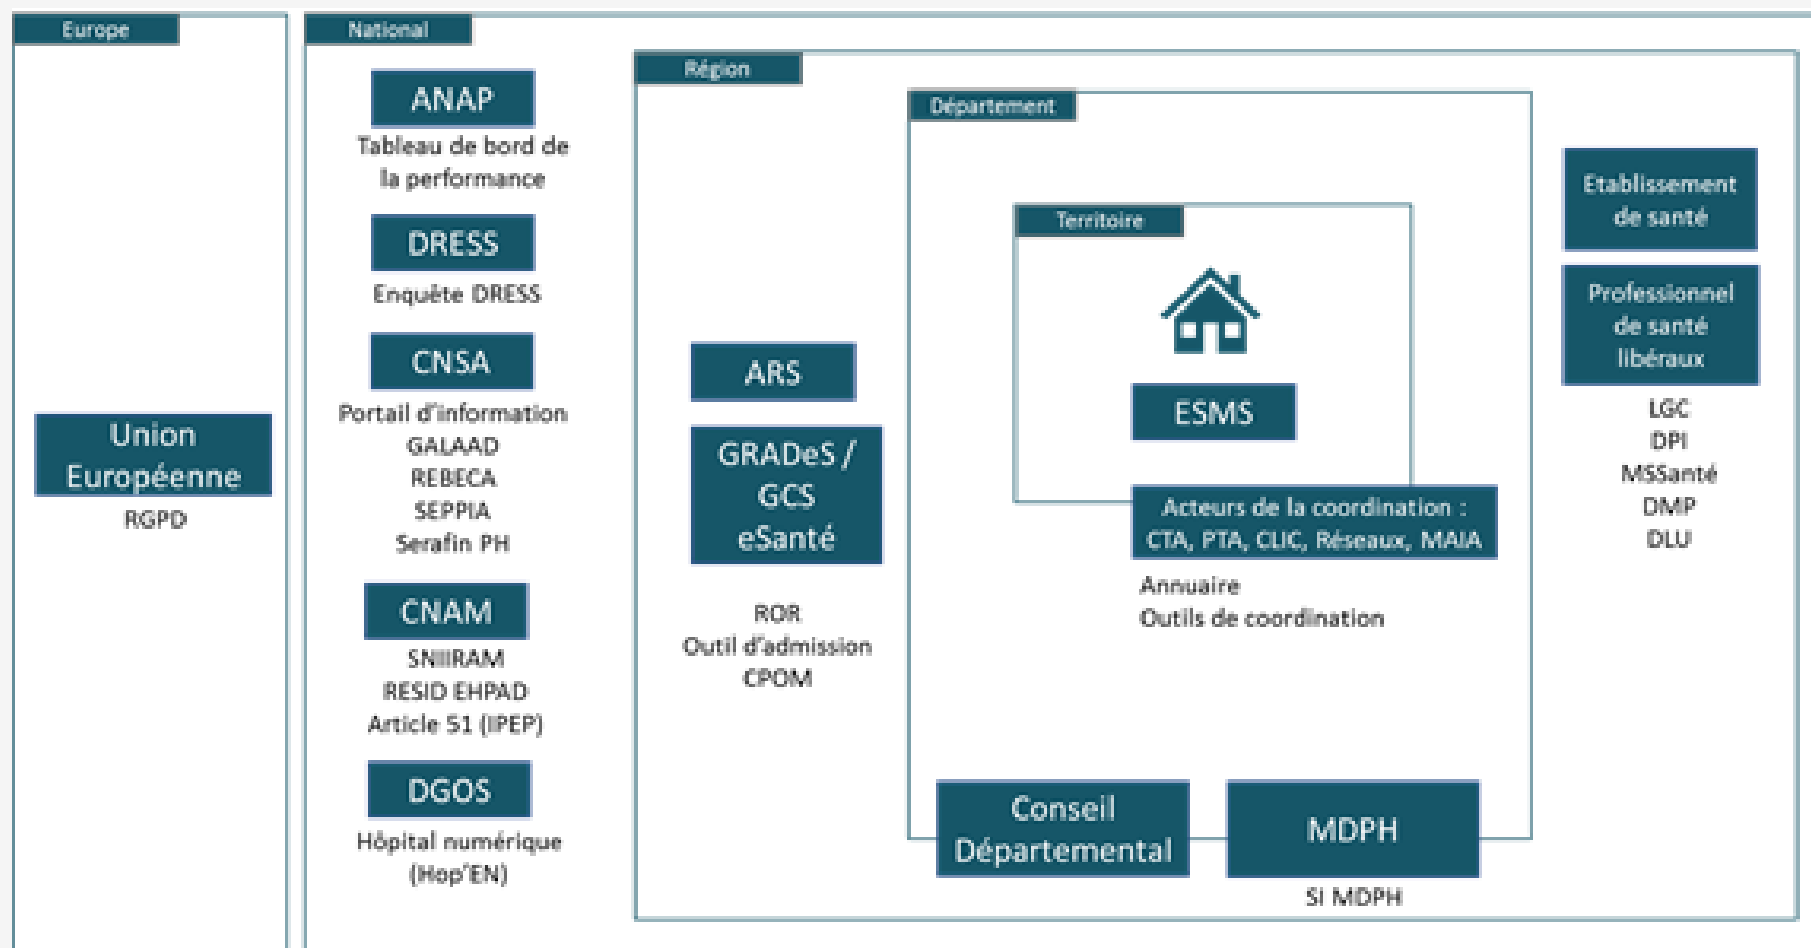 Europe
Union
Européenne
RGPD
National
ANAP
Tableau de bord de
la performance
DRESS
Enquête DRESS
CNSA
Portail d'information
GALAAD
REBECA
SEPPIA
Serafin PH
CNAM
SNIIRAM
RESID EHPAD
Article 51 (IPEP)
DGOS
Hôpital numérique
(Hop'EN)
Région
ARS
GRADeS /
GCS
eSanté
ROR
Outil d'admission
CPOM
Département
Territoire
ESMS
Acteurs de la coordination :
CTA, PTA, CLIC, Réseaux, MAIA
Annuaire
Outils de coordination
Conseil
Départemental
MDPH
SI MDPH
Etablissement
de santé
Professionnel
de santé
libéraux
LGC
DPI
MSSanté
DMP
DLU